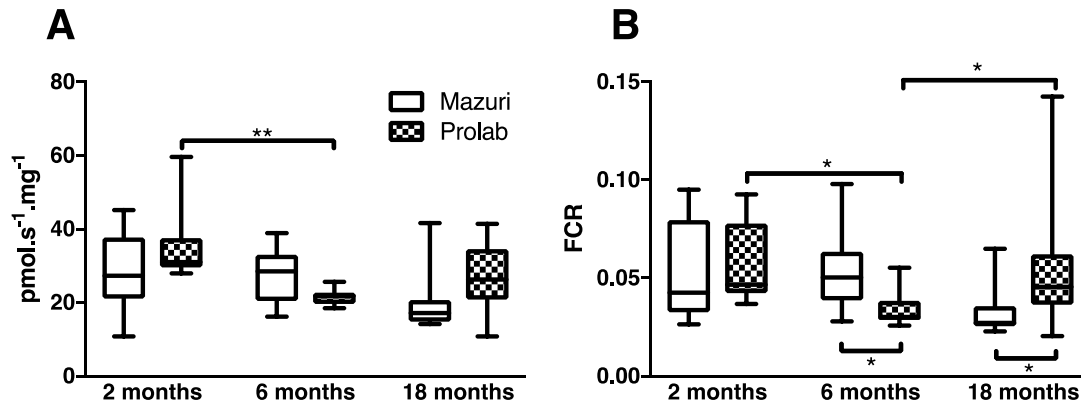 A
pmol.s⁻¹.mg⁻¹
80
60
40
20
0
**
Mazuri
Prolab
2 months
6 months
18 months
B
FCR
0.15
0.10
0.05
0.00
*
*
*
*
2 months
6 months
18 months